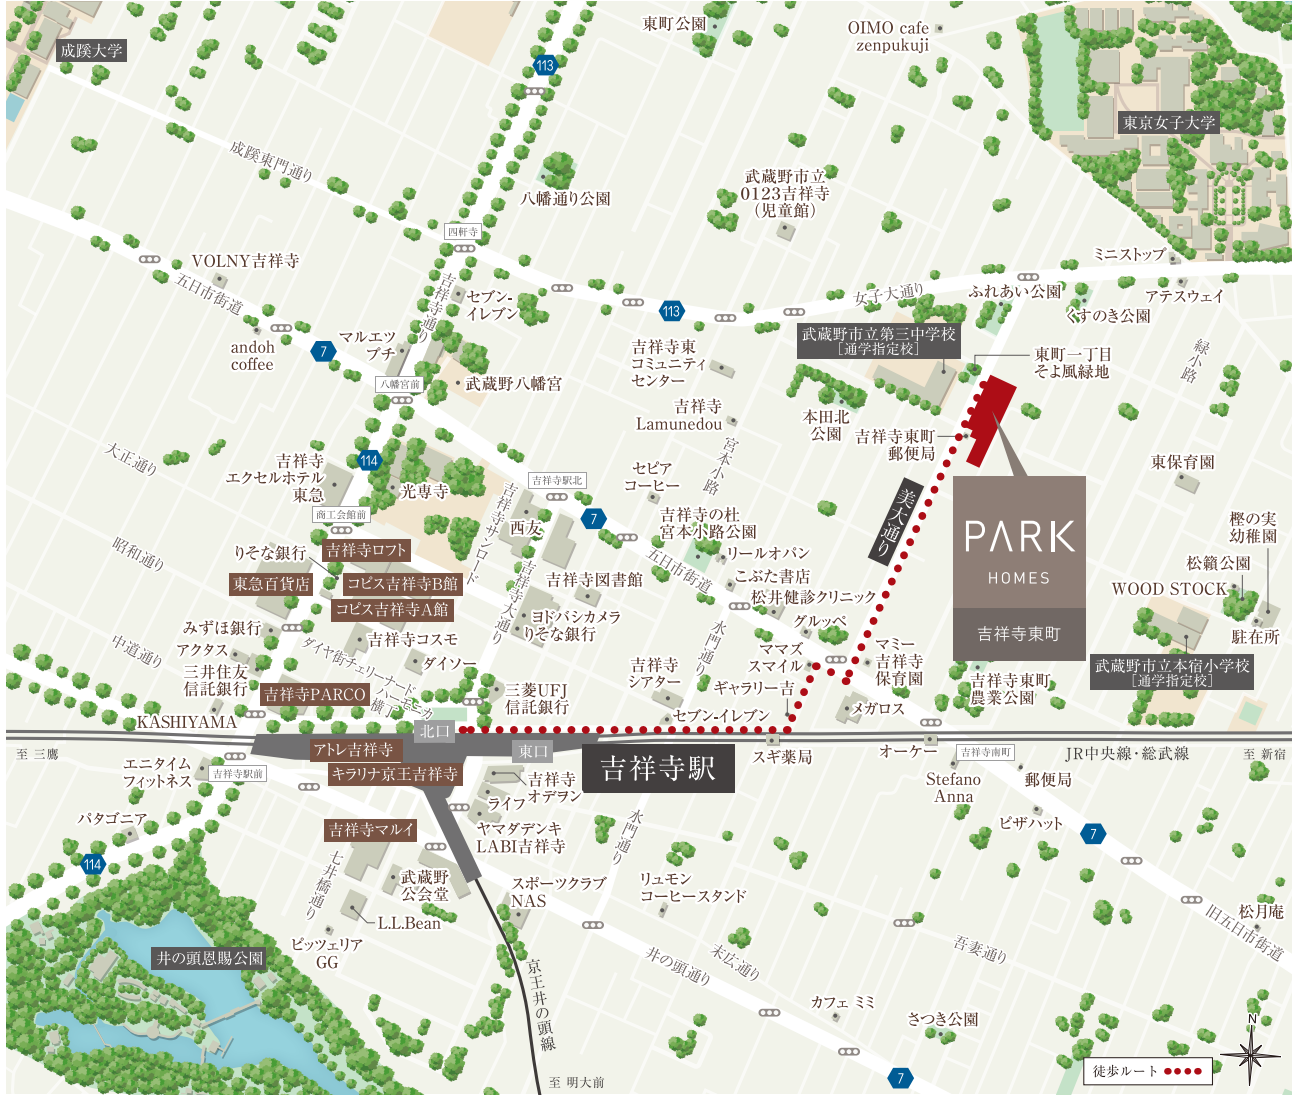 成蹊大学
113
東町公園
OIMO cafe
zenpukuji
東京女子大学
成蹊東門通り
八幡通り公園
武蔵野市立
0123吉祥寺
（児童館）
四軒寺
VOLNY吉祥寺
五日市街道
吉祥寺通り
セブン-
イレブン
113
女子大通り
ミニストップ
アテスウェイ
ふれあい公園
くすのき公園
緑小路
andoh
coffee
7
マルエツ
プチ
八幡宮前
武蔵野八幡宮
吉祥寺東
コミュニティ
センター
武蔵野市立第三中学校
［通学指定校］
東町一丁目
そよ風緑地
吉祥寺
Lamunedou
本田北
公園
吉祥寺東町
郵便局
大正通り
吉祥寺
エクセルホテル
東急
114
光専寺
吉祥寺駅北
セピア
コーヒー
宮本小路
東保育園
商工会館前
吉祥寺サンロード
西友
7
吉祥寺の杜
宮本小路公園
美大通り
PARK
HOMES
吉祥寺東町
樫の実
幼稚園
松籟公園
WOOD STOCK
駐在所
昭和通り
りそな銀行
吉祥寺ロフト
東急百貨店
コピス吉祥寺B館
コピス吉祥寺A館
吉祥寺大通り
吉祥寺図書館
五日市街道
リールオパン
こぶた書店
松井健診クリニック
グルッペ
みずほ銀行
吉祥寺コスモ
ヨドバシカメラ
りそな銀行
水門通り
ママズ
スマイル
マミー
吉祥寺
保育園
武蔵野市立本宿小学校
［通学指定校］
中道通り
アクタス
三井住友
信託銀行
ダイヤ街チェリーナード
ダイソー
吉祥寺
シアター
ギャラリー吉
吉祥寺東町
農業公園
吉祥寺PARCO
ハーモニカ
横丁
三菱UFJ
信託銀行
セブン-イレブン
メガロス
KASHIYAMA
北口
東口
至 三鷹
アトレ吉祥寺
キラリナ京王吉祥寺
吉祥寺駅
スギ薬局
オーケー
吉祥寺南町
JR中央線・総武線
至 新宿
エニタイム
フィットネス
吉祥寺駅前
吉祥寺
オデヲン
ライフ
Stefano
Anna
郵便局
パタゴニア
吉祥寺マルイ
ヤマダデンキ
LABI吉祥寺
水門通り
ピザハット
7
114
七井橋通り
武蔵野
公会堂
スポーツクラブ
NAS
リュモン
コーヒースタンド
L.L.Bean
ピッツェリア
GG
旧五日市街道
松月庵
井の頭恩賜公園
京王井の頭線
井の頭通り
末広通り
吾妻通り
カフェ ミミ
さつき公園
N
徒歩ルート
至 明大前
7